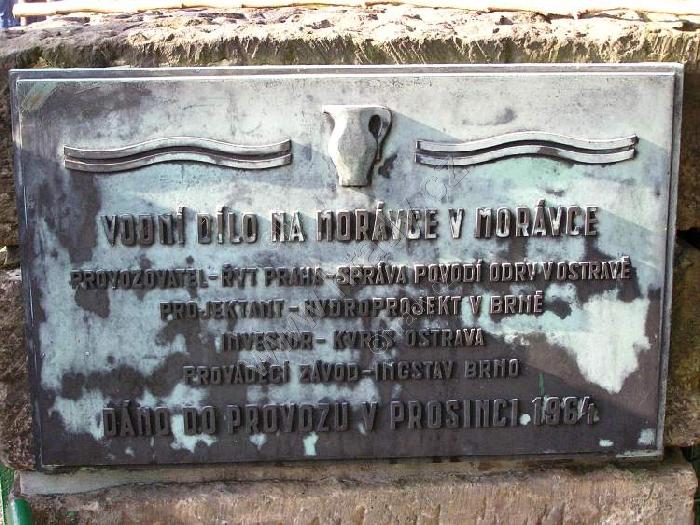 VODNÍ DÍLO NA MORÁVCE V MORÁVCE
PROVOZOVATEL-ŘVT PRAHA-SPRÁVA POVODÍ ODRY V OSTRAVĚ
PROJEKTANT-HYDROPROJEKT V BRNĚ
INVESTOR-KVRIS OSTRAVA
PROVÁDĚCÍ ZÁVOD-INGSTAV BRNO
DÁNO DO PROVOZU V PROSINCI 1964